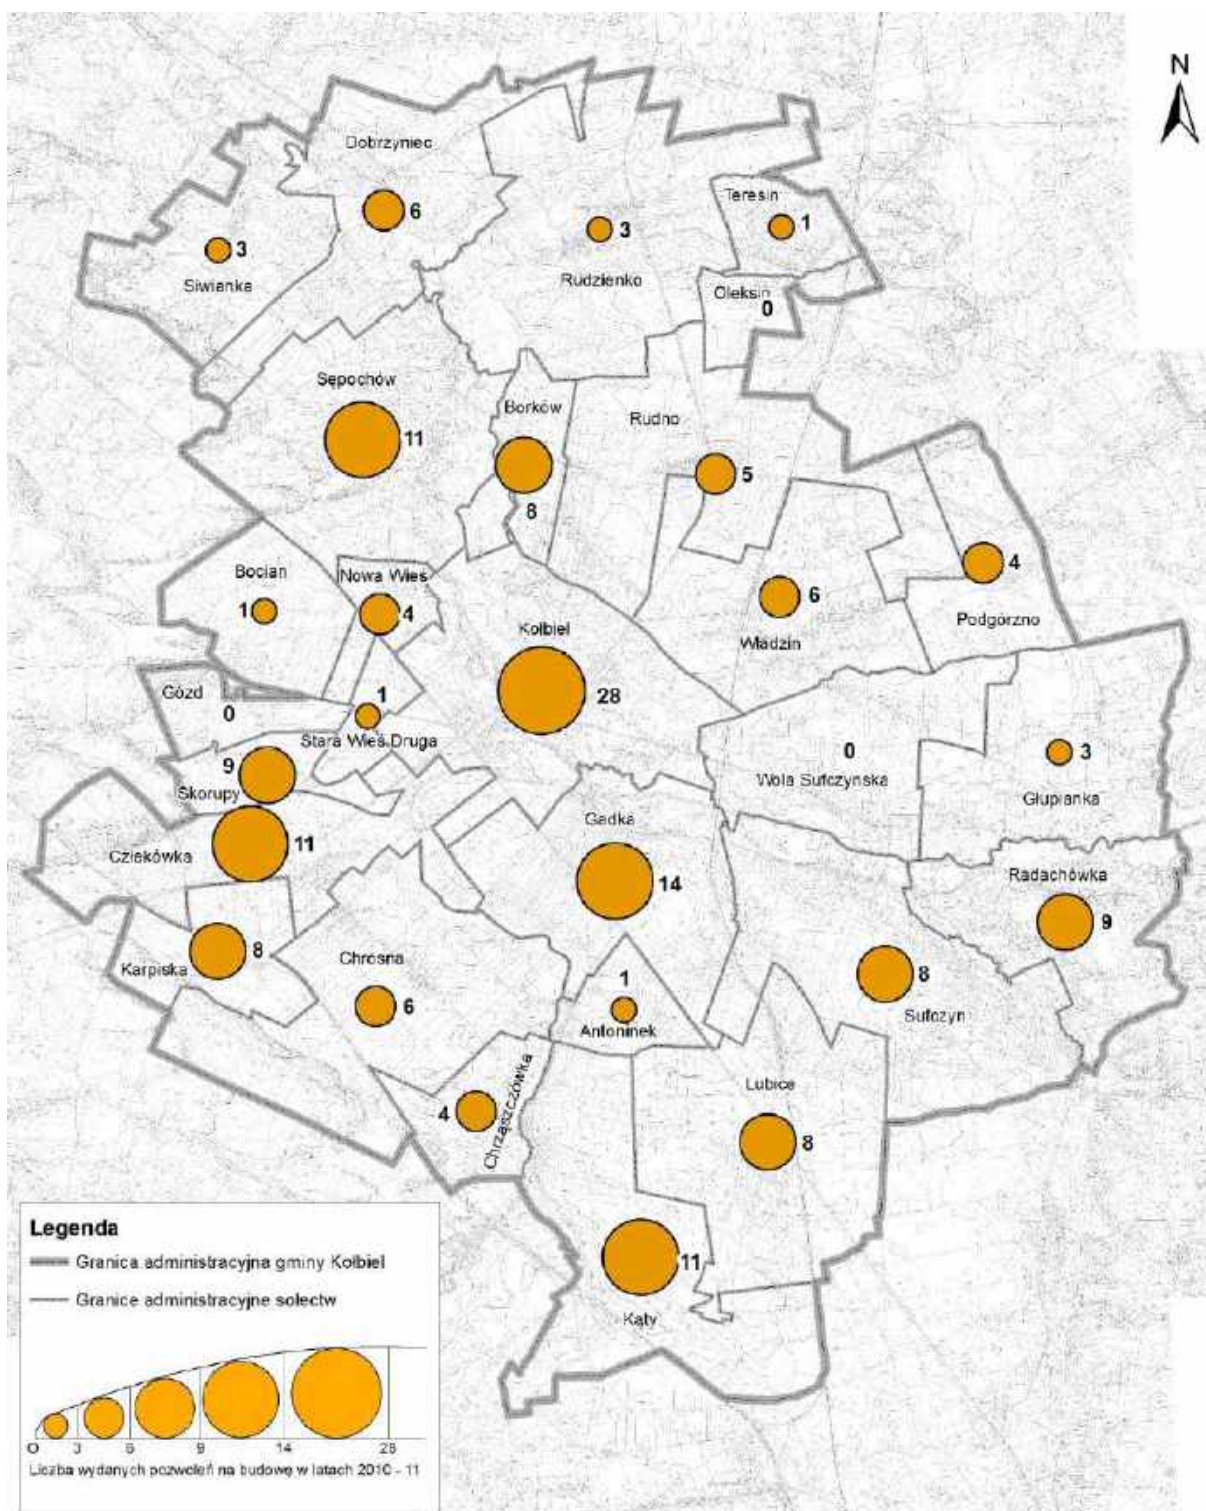 N
Dobrzyniec
6
Teresin
1
3
Siwianka
3
Rudzienko
Oleksin
0
Sępochów
11
Borków
8
Rudno
5
Bocian
1
Nowa Wieś
4
Kołbiel
28
6
Władzin
4
Podgórzno
Gózd
0
1
Stara Wieś Druga
0
Wola Sufczyńska
3
Głupianka
9
Skorupy
11
Człekówka
Gadka
14
Radachówka
9
8
Karpiska
Chrosna
6
1
Antoninek
8
Sufczyn
4
Chrząszczówka
Lubice
8
11
Kąty
Legenda
Granica administracyjna gminy Kołbiel
Granice administracyjne sołectw
0 3 6 9 14 28
Liczba wydanych pozwoleń na budowę w latach 2010 - 11